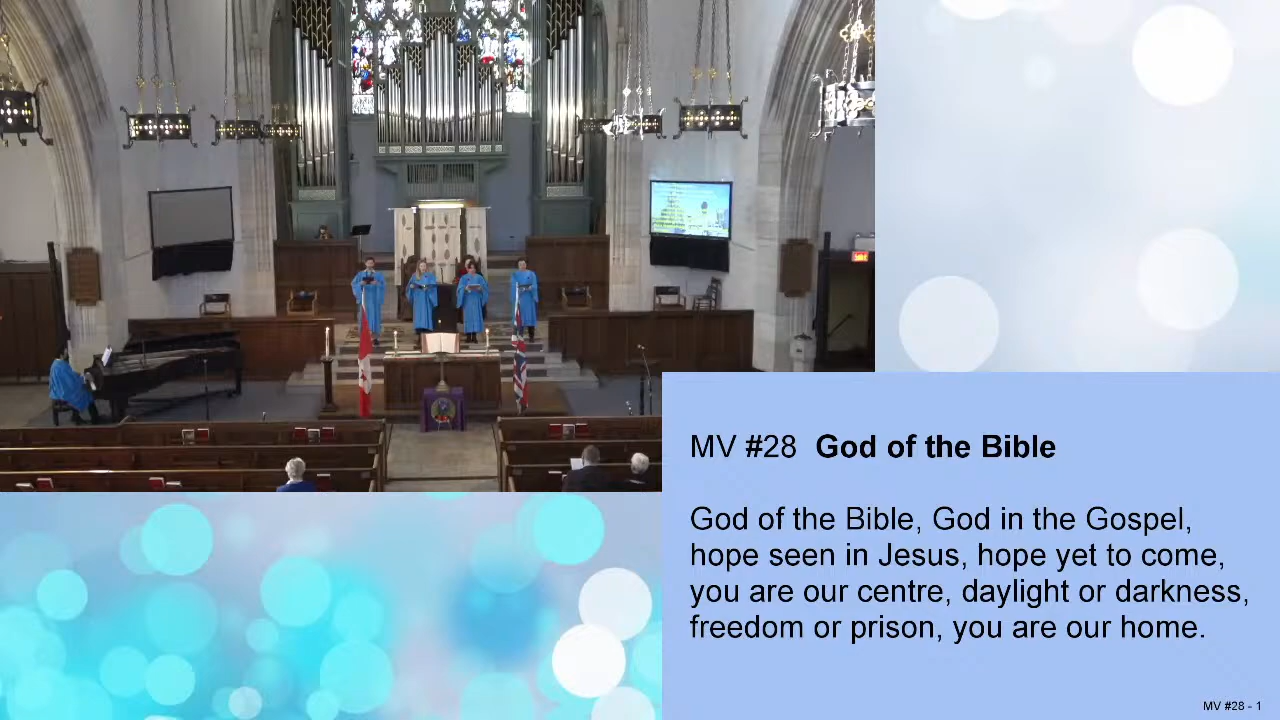 MV #28 God of the Bible
God of the Bible, God in the Gospel,
hope seen in Jesus, hope yet to come,
you are our centre, daylight or darkness,
freedom or prison, you are our home.
MV #28 - 1